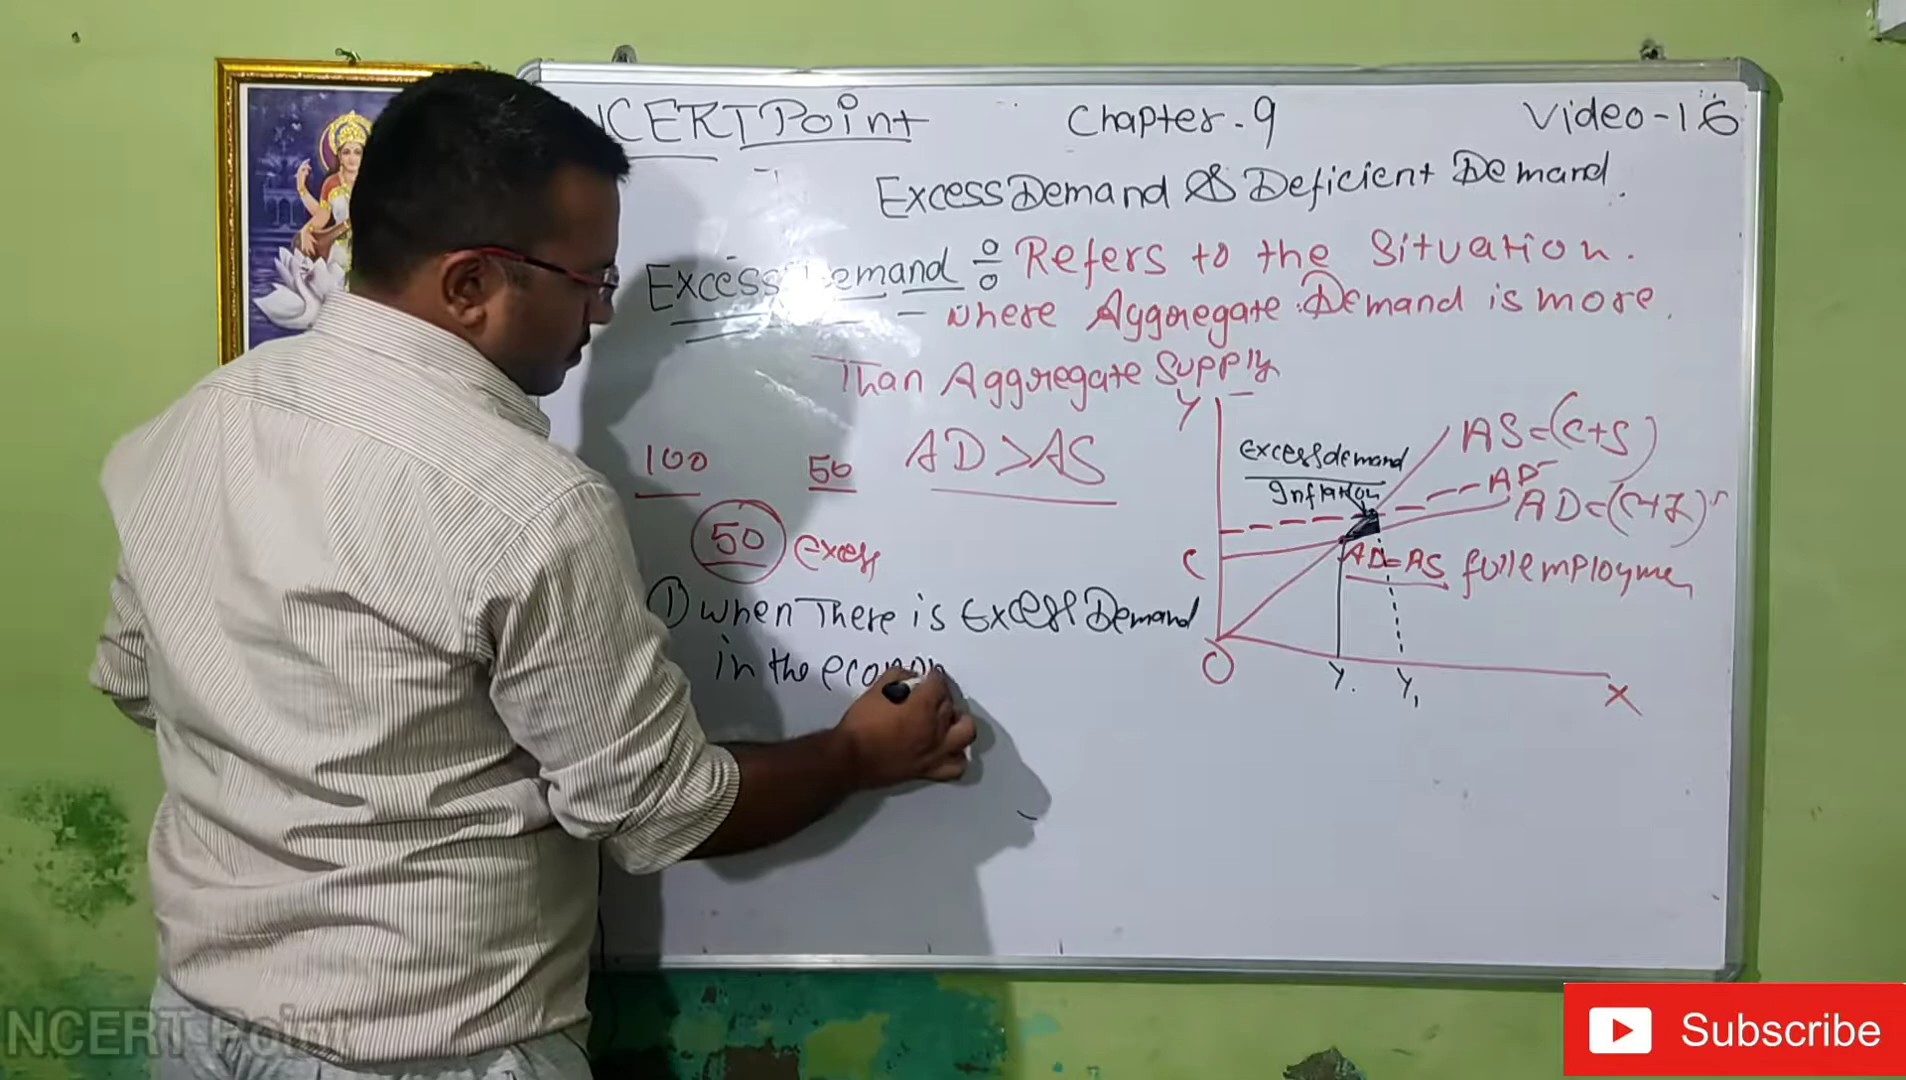 NCERT Point Chapter-9 Video-16
Excess Demand & Deficient Demand
Excess Demand ÷ Refers to the Situation.
- where Aggregate Demand is more
Than Aggregate Supply
100 50 AD>AS
50 excess
① When There is Excess Demand
in the econom
Y
AS=(C+S)
Excess demand
Inflation
AD
AD=(C+I)
C
AD=AS full employmen
O
Y
Y₁
X
NCERT Point
Subscribe